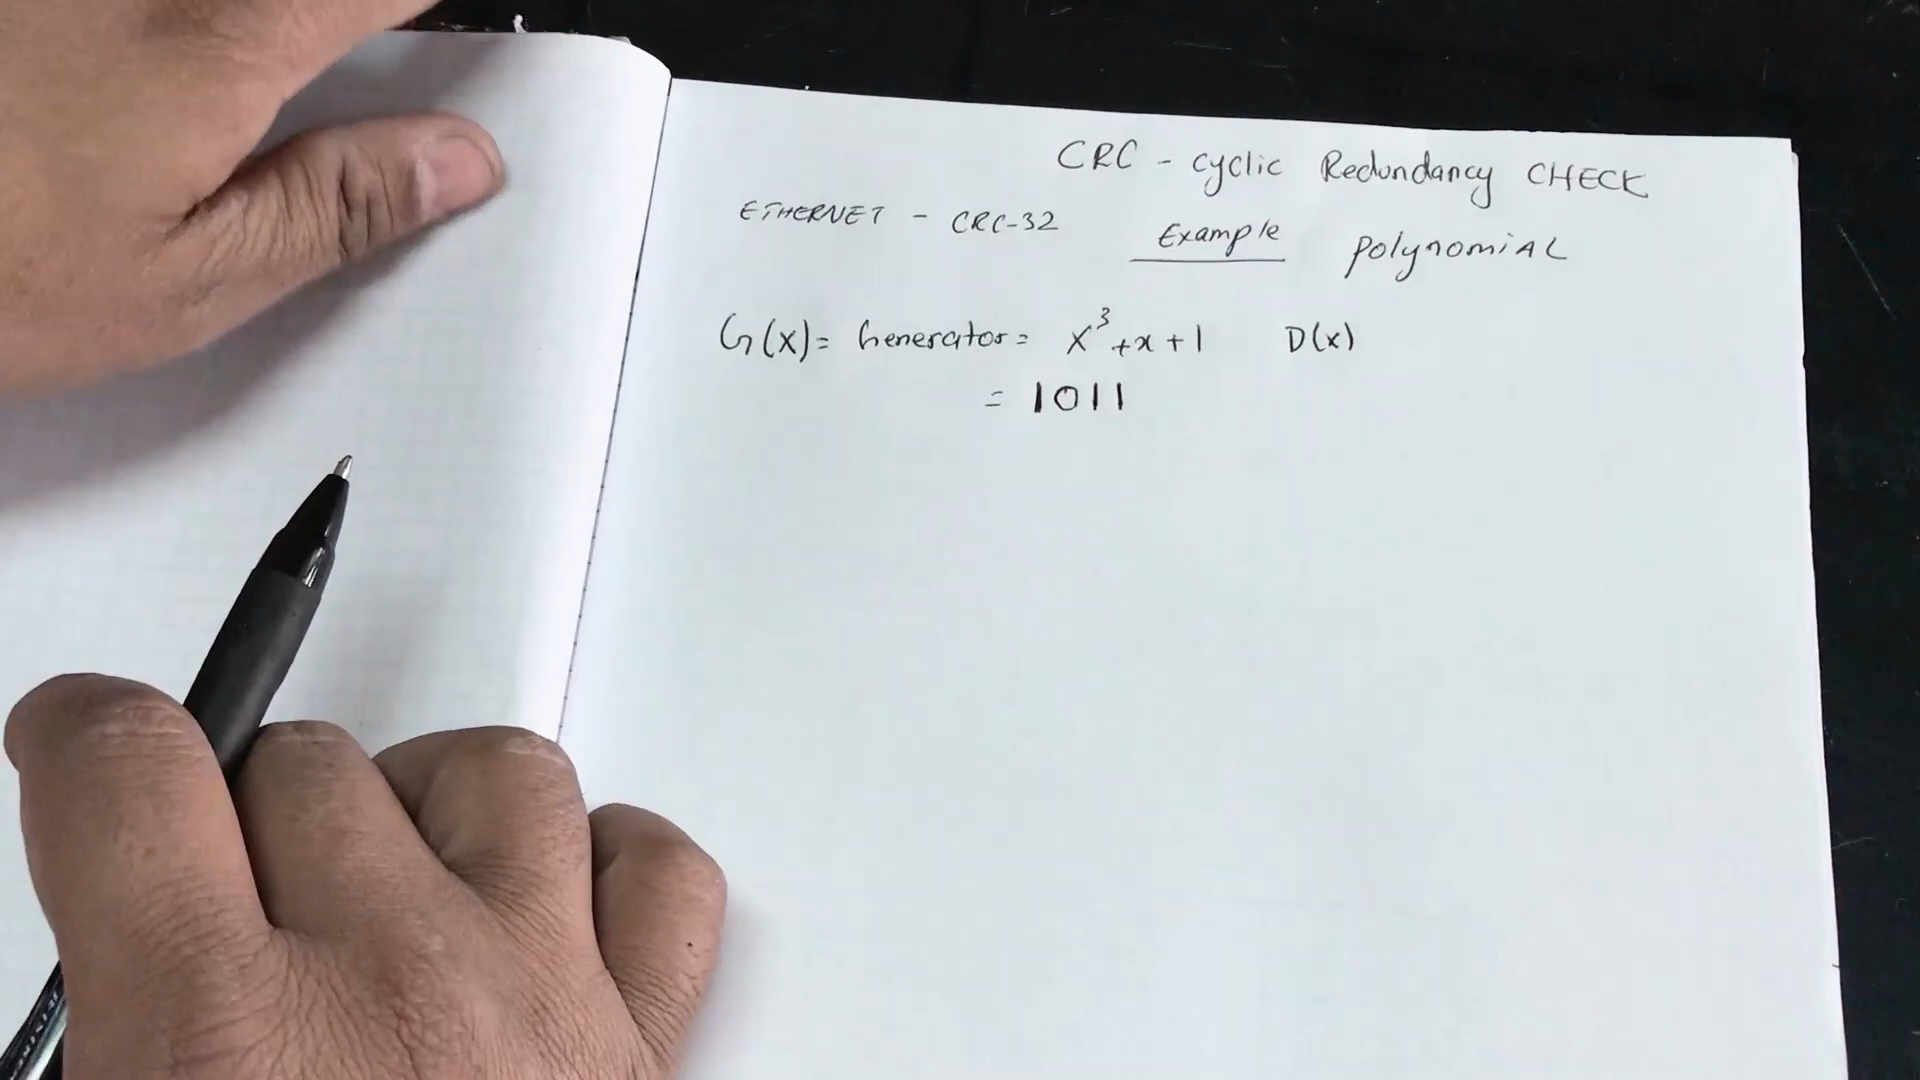 CRC - cyclic Redundancy CHECK
ETHERNET - CRC-32 Example polynomiAL
G(x) = Generator = x³ + x + 1 D(x)
= 1011